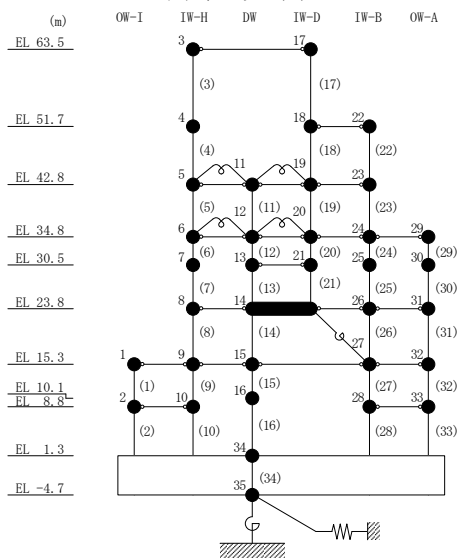 (m) OW-I IW-H DW IW-D IW-B OW-A
EL 63.5 3 17
(3) (17)
EL 51.7 4 18 22
(4) (18) (22)
11 19
EL 42.8 5 23
(5) (11) (19) (23)
12 20
EL 34.8 6 24 29
(6) (12) (20) (24) (29)
EL 30.5 7 13 21 25 30
(7) (13) (21) (25) (30)
EL 23.8 8 14 26 31
(8) (14) (26) (31)
27
EL 15.3 1 9 15 32
(1) (9) (15) (27) (32)
EL 10.1 16
EL 8.8 2 10 28 33
(2) (10) (16) (28) (33)
EL 1.3 34
(34)
EL -4.7 35